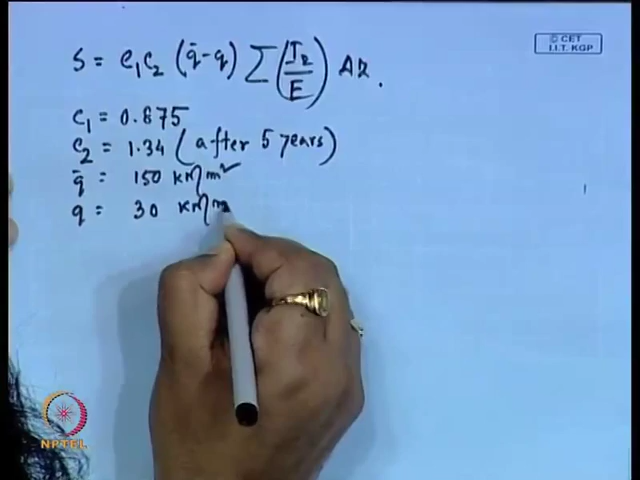 S = C₁C₂ (q̄-q) Σ(I_z/E) Δz.
C₁ = 0.875
C₂ = 1.34 (after 5 years)
q̄ = 150 kN/m²
q = 30 kN/m
© CET
I.I.T. KGP
NPTEL